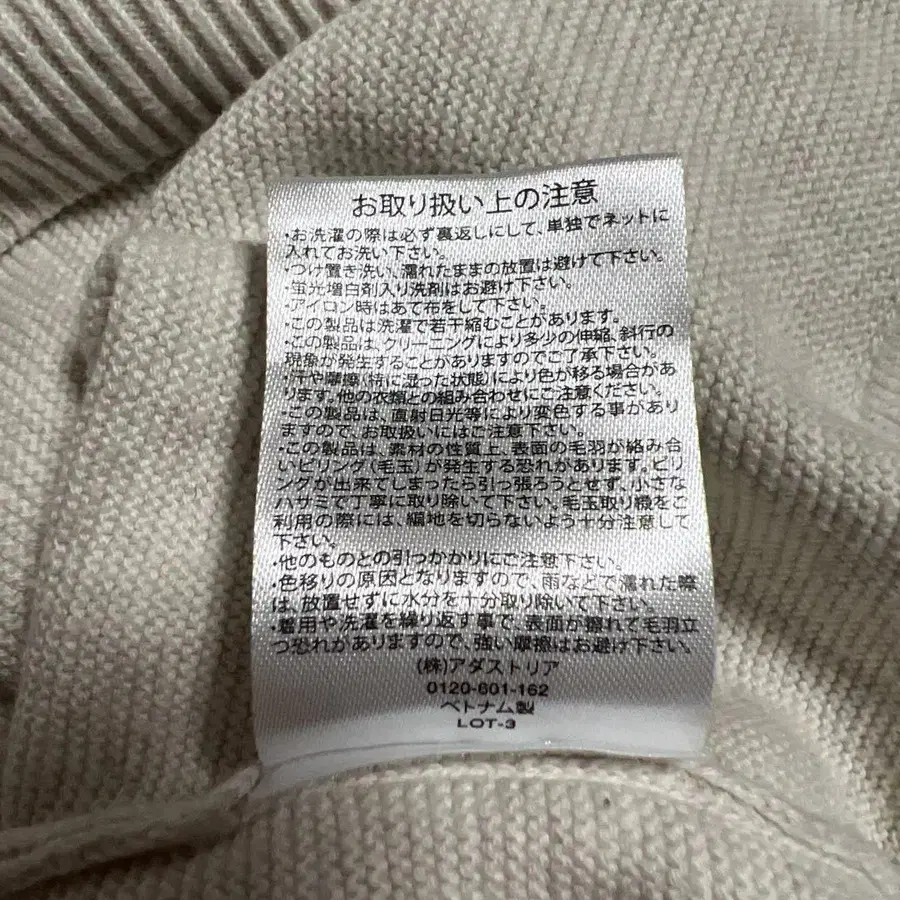 お取り扱い上の注意
・お洗濯の際は必ず裏返しにして、単独でネットに
入れてお洗い下さい。
・つけ置き洗い、濡れたままの放置は避けて下さい。
・蛍光増白剤入り洗剤はお避け下さい。
・アイロン時はあて布をして下さい。
・この製品は洗濯で若干縮むことがあります。
・この製品は、クリーニングにより多少の伸縮、斜行の
現象が発生することがありますのでご了承下さい。
・汗や摩擦(特に湿った状態)により色が移る場合があ
ります。他の衣類との組み合わせにご注意ください。
・この製品は、直射日光等により変色する事があり
ますので、お取扱いにはご注意下さい。
・この製品は、素材の性質上、表面の毛羽が絡み合
いピリング(毛玉)が発生する恐れがあります。ピリ
ングが出来てしまったら引っ張ろうとせず、小さな
ハサミで丁寧に取り除いて下さい。毛玉取り機をご
利用の際には、編地を切らないよう十分注意して
下さい。
・他のものとの引っかかりにご注意下さい。
・色移りの原因となりますので、雨などで濡れた際
は、放置せずに水分を十分取り除いて下さい。
・着用や洗濯を繰り返す事で、表面が擦れて毛羽立
つ恐れがありますので、強い摩擦はお避け下さい。
(株)アダストリア
0120-601-162
ベトナム製
LOT-3